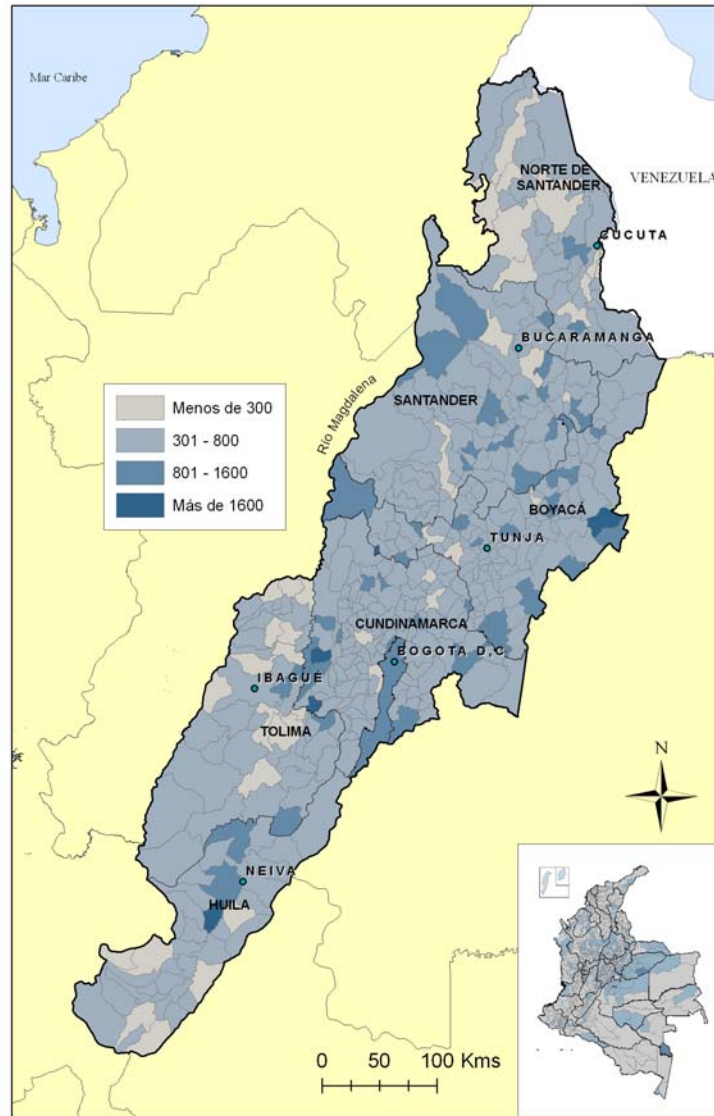 Mar Caribe
NORTE DE
SANTANDER
VENEZUELA
CUCUTA
BUCARAMANGA
Río Magdalena
SANTANDER
Menos de 300
301 - 800
801 - 1600
Más de 1600
BOYACÁ
TUNJA
CUNDINAMARCA
BOGOTA D,C
IBAGUÉ
TOLIMA
N
NEIVA
HUILA
0 50 100 Kms